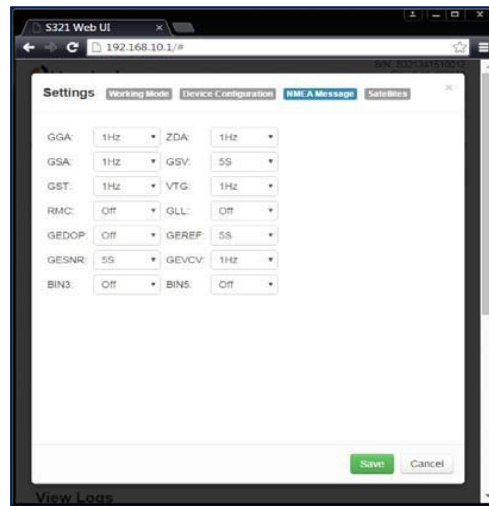 S321 Web UI
192.168.10.1/#
S/N: S321341510012
Settings Working Mode Device Configuration NMEA Message Satellites
GGA: 1Hz ZDA: 1Hz
GSA: 1Hz GSV: 5S
GST: 1Hz VTG: 1Hz
RMC: Off GLL: Off
GEDOP: Off GEREF: 5S
GESNR: 5S GEVCV: 1Hz
BIN3: Off BIN5: Off
Save Cancel
View Logs